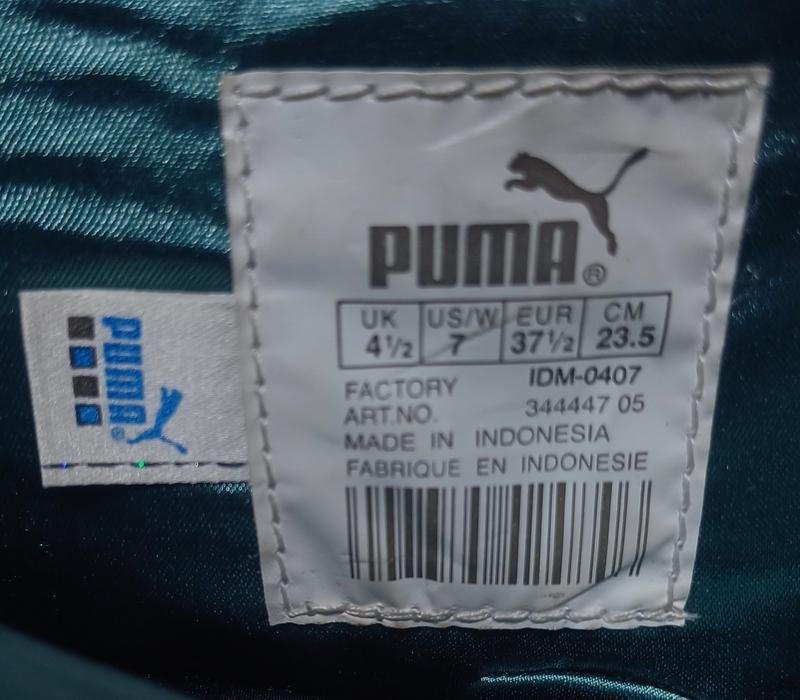 PUMA®
UK US/W EUR CM
4½ 7 37½ 23.5
FACTORY IDM-0407
ART.NO. 344447 05
MADE IN INDONESIA
FABRIQUE EN INDONESIE
PUMA®